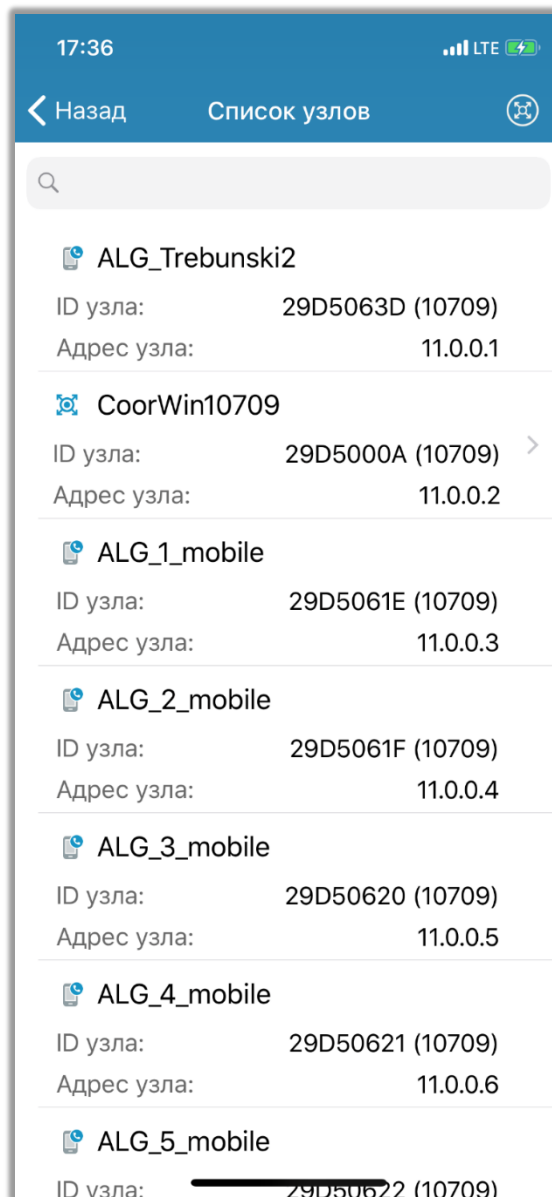 17:36 LTE
Назад Список узлов
ALG_Trebunski2
ID узла: 29D5063D (10709)
Адрес узла: 11.0.0.1
CoorWin10709
ID узла: 29D5000A (10709)
Адрес узла: 11.0.0.2
ALG_1_mobile
ID узла: 29D5061E (10709)
Адрес узла: 11.0.0.3
ALG_2_mobile
ID узла: 29D5061F (10709)
Адрес узла: 11.0.0.4
ALG_3_mobile
ID узла: 29D50620 (10709)
Адрес узла: 11.0.0.5
ALG_4_mobile
ID узла: 29D50621 (10709)
Адрес узла: 11.0.0.6
ALG_5_mobile
ID узла: 29D50622 (10709)